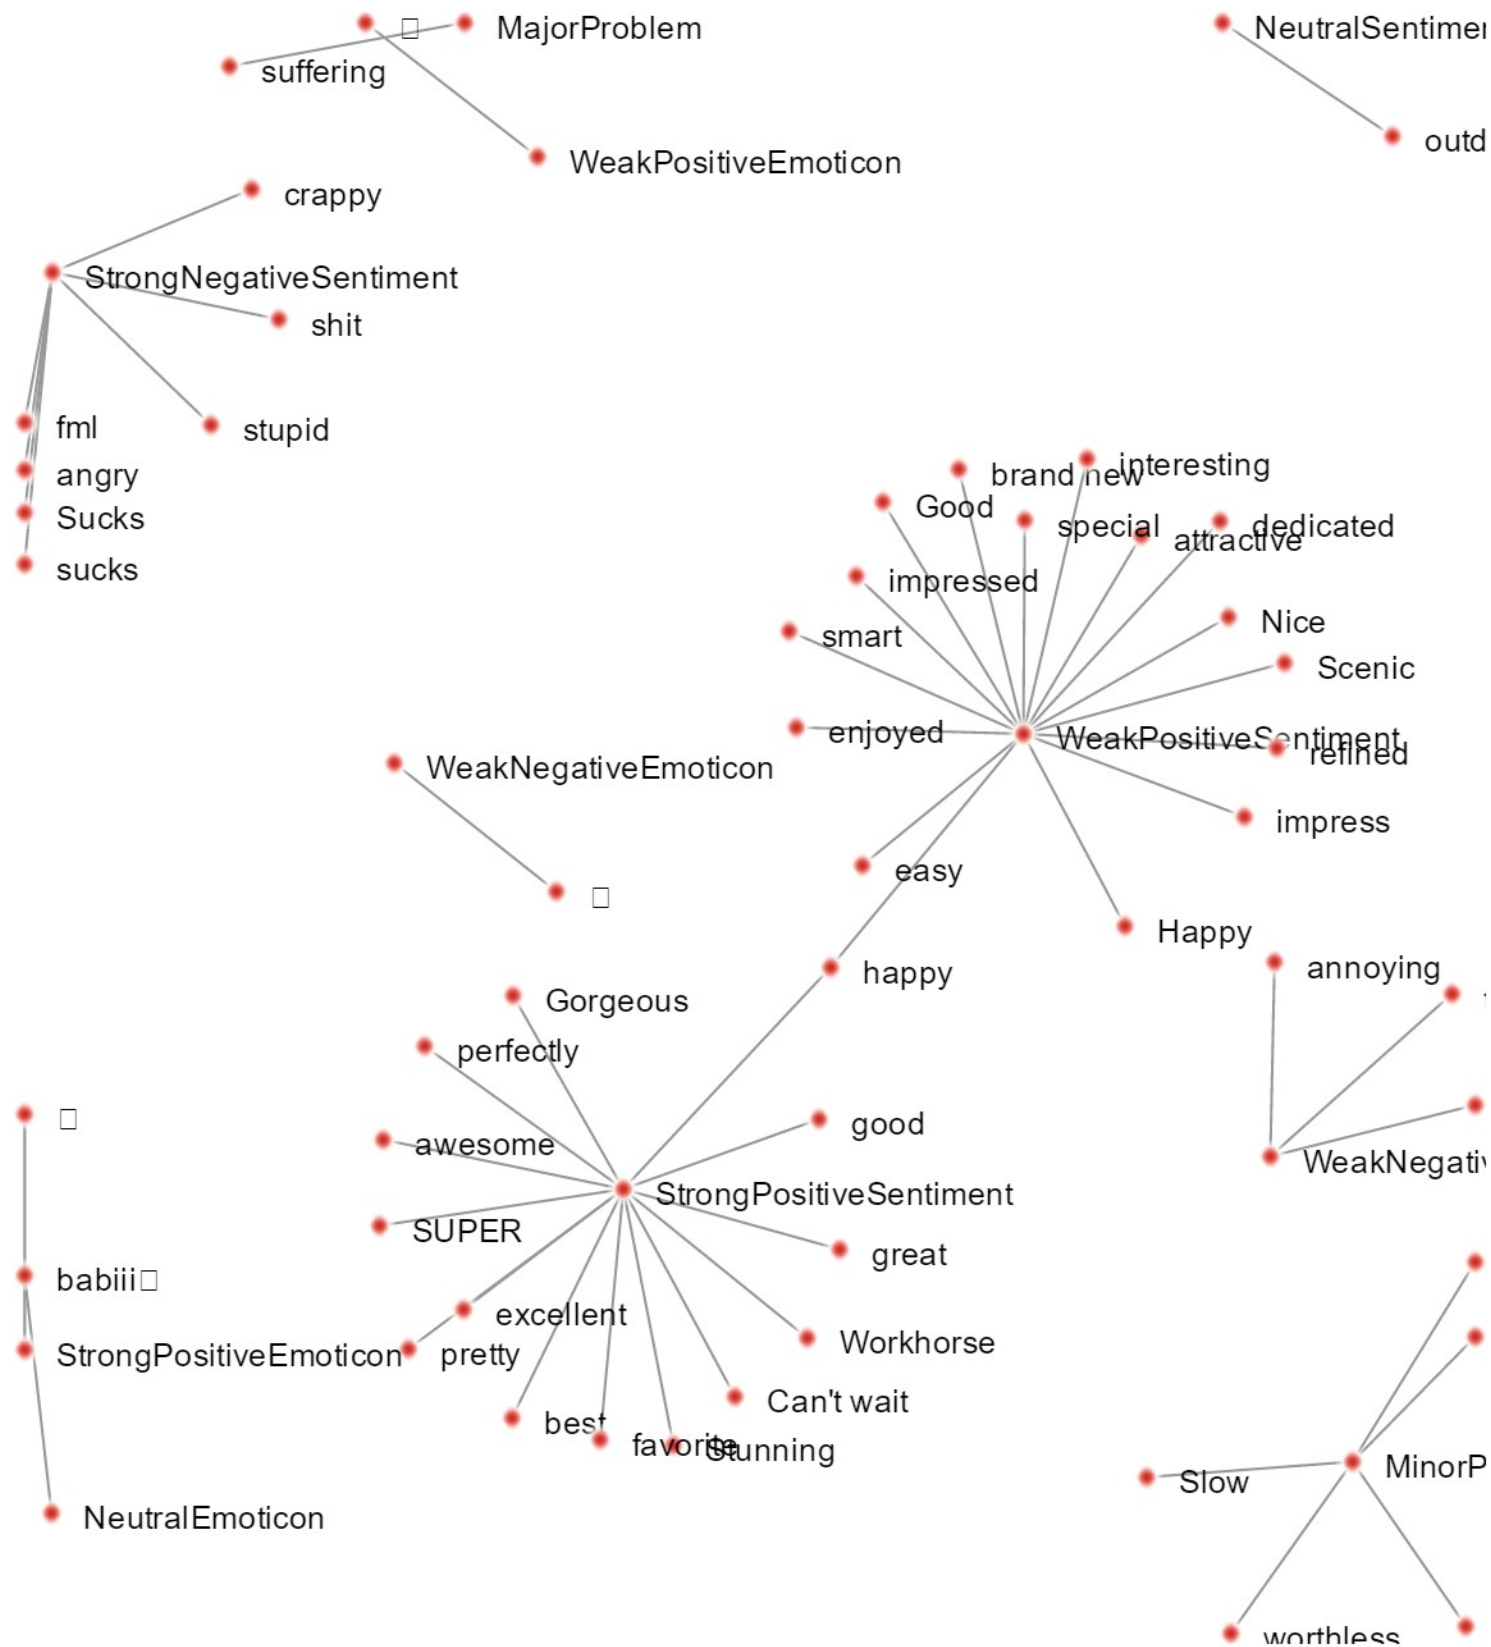 MajorProblem
NeutralSentimen
suffering
outd
WeakPositiveEmoticon
crappy
StrongNegativeSentiment
shit
fml
stupid
angry
Sucks
sucks
interesting
brand new
Good
special
dedicated
attractive
impressed
Nice
smart
Scenic
enjoyed
WeakPositiveSentiment
refined
WeakNegativeEmoticon
impress
easy
Happy
annoying
happy
Gorgeous
perfectly
good
awesome
WeakNegativ
StrongPositiveSentiment
SUPER
great
babiii
excellent
Workhorse
StrongPositiveEmoticon
pretty
Can't wait
best
favorite
Stunning
MinorP
Slow
NeutralEmoticon
worthless